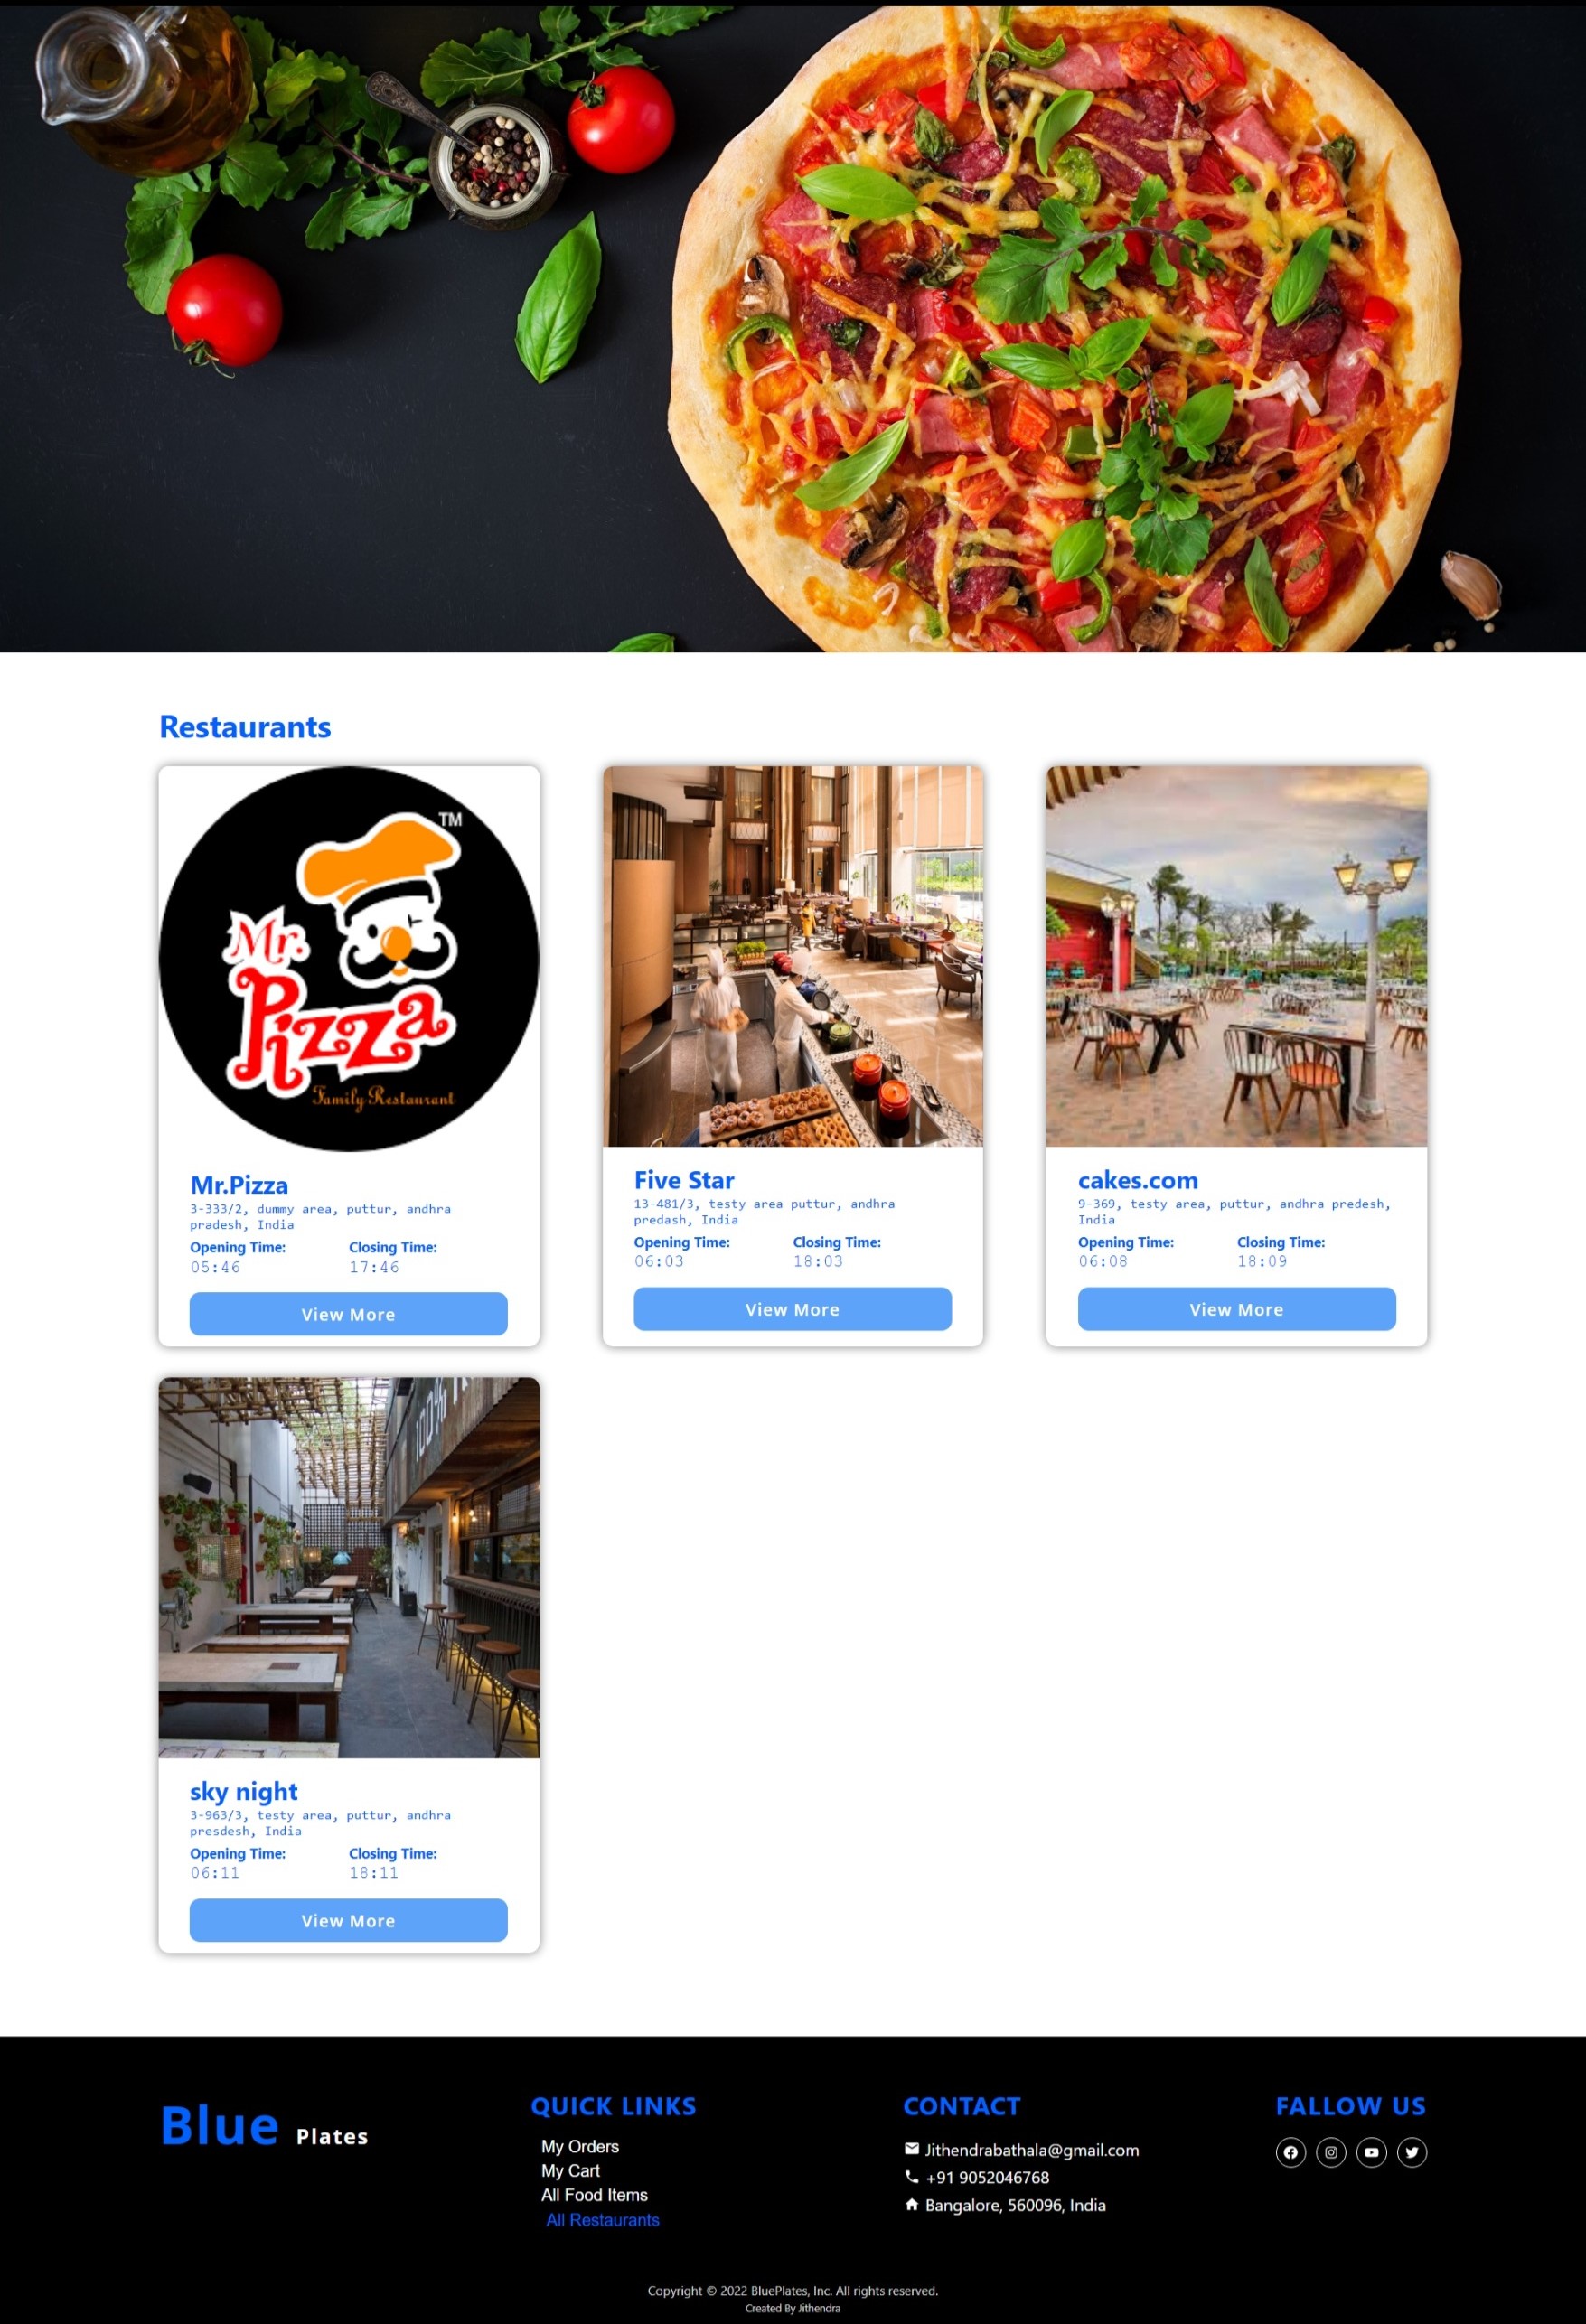 Restaurants
TM
Mr.
Pizza
Family Restaurant
Mr.Pizza
3-333/2, dummy area, puttur, andhra
pradesh, India
Opening Time:
Closing Time:
05:46
17:46
View More
Five Star
13-481/3, testy area puttur, andhra
predash, India
Opening Time:
Closing Time:
06:03
18:03
View More
cakes.com
9-369, testy area, puttur, andhra predesh,
India
Opening Time:
Closing Time:
06:08
18:09
View More
100%
sky night
3-963/3, testy area, puttur, andhra
presdesh, India
Opening Time:
Closing Time:
06:11
18:11
View More
Blue Plates
QUICK LINKS
My Orders
My Cart
All Food Items
All Restaurants
CONTACT
Jithendrabathala@gmail.com
+91 9052046768
Bangalore, 560096, India
FALLOW US
Copyright © 2022 BluePlates, Inc. All rights reserved.
Created By Jithendra